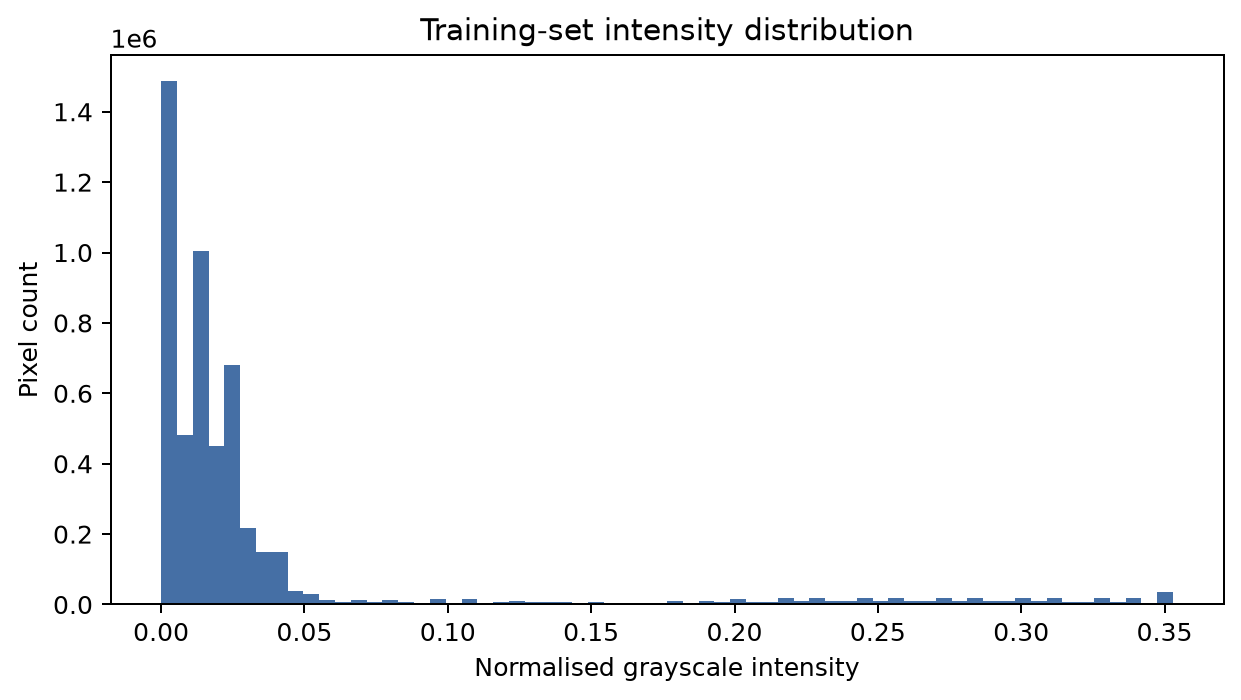 Training-set intensity distribution
1e6
1.4
1.2
1.0
0.8
0.6
0.4
0.2
0.0
Pixel count
0.00 0.05 0.10 0.15 0.20 0.25 0.30 0.35
Normalised grayscale intensity